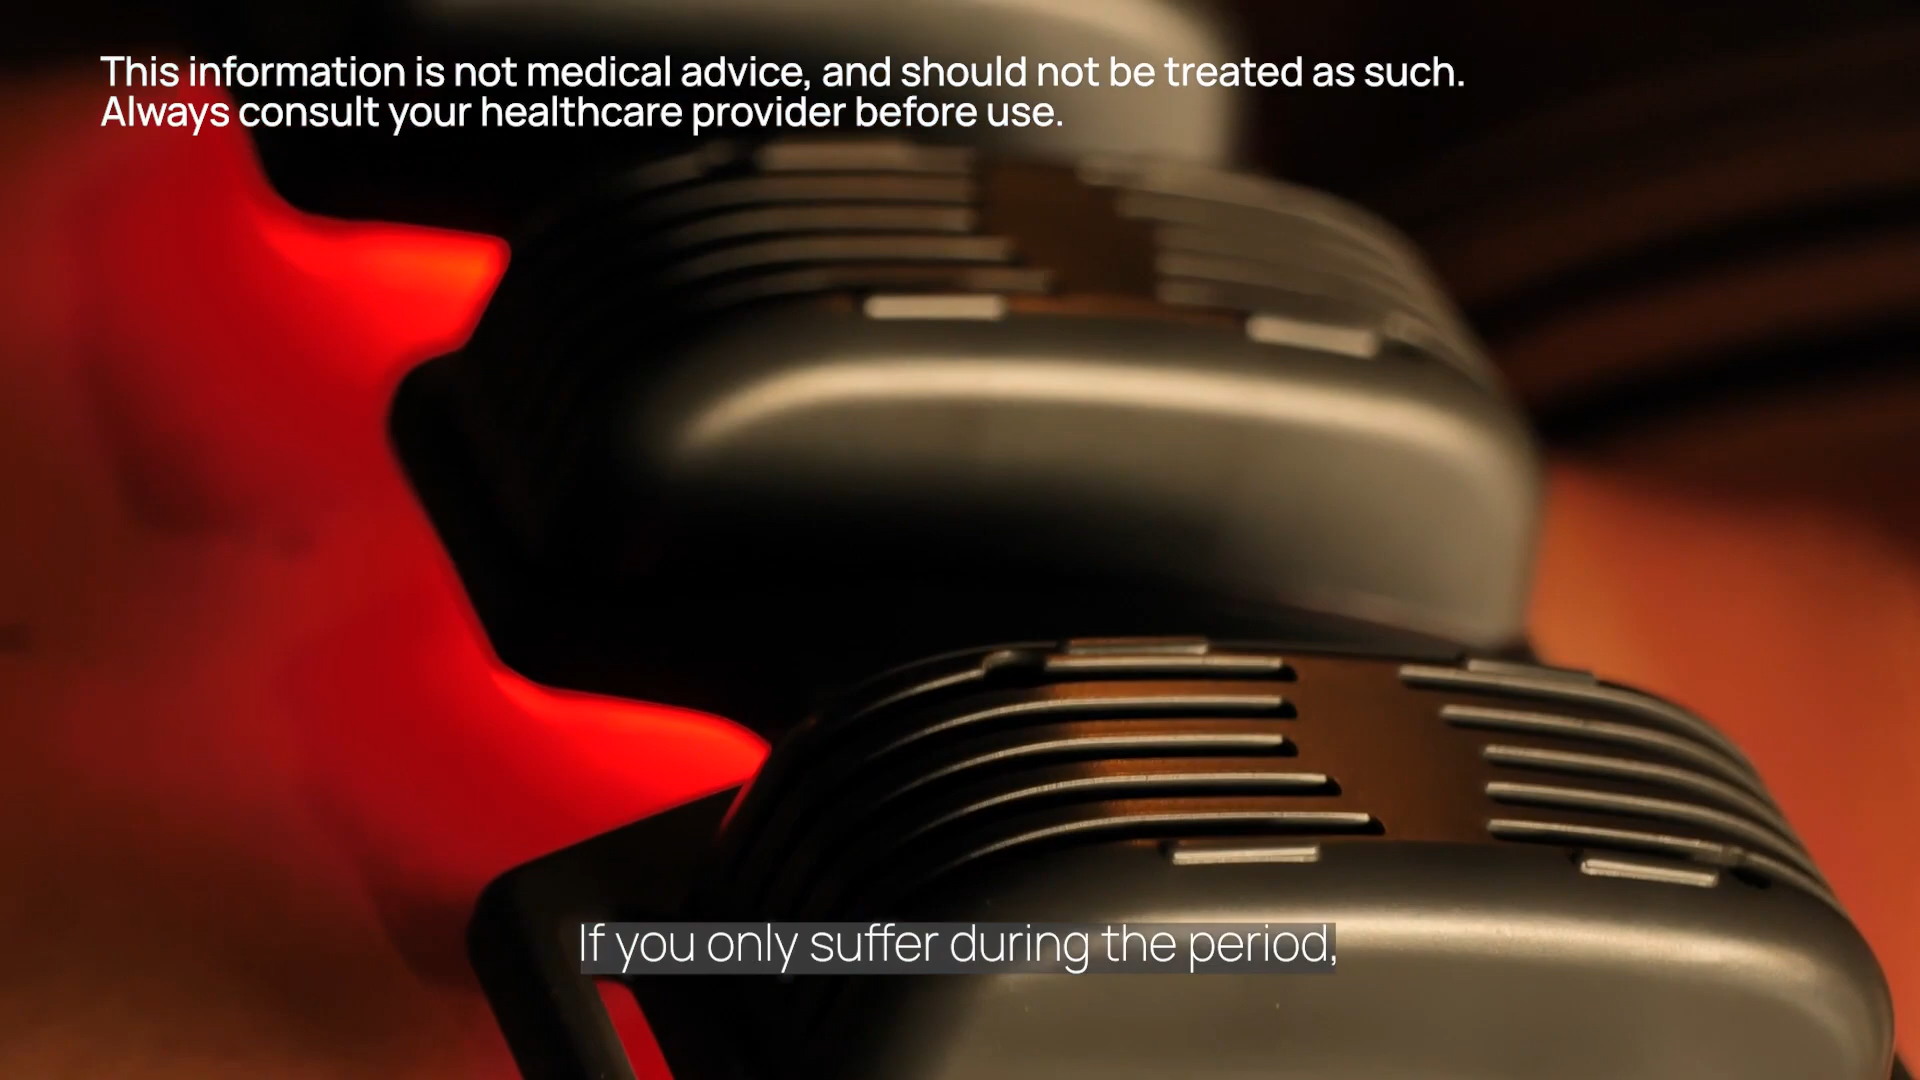 This information is not medical advice, and should not be treated as such.
Always consult your healthcare provider before use.
If you only suffer during the period,